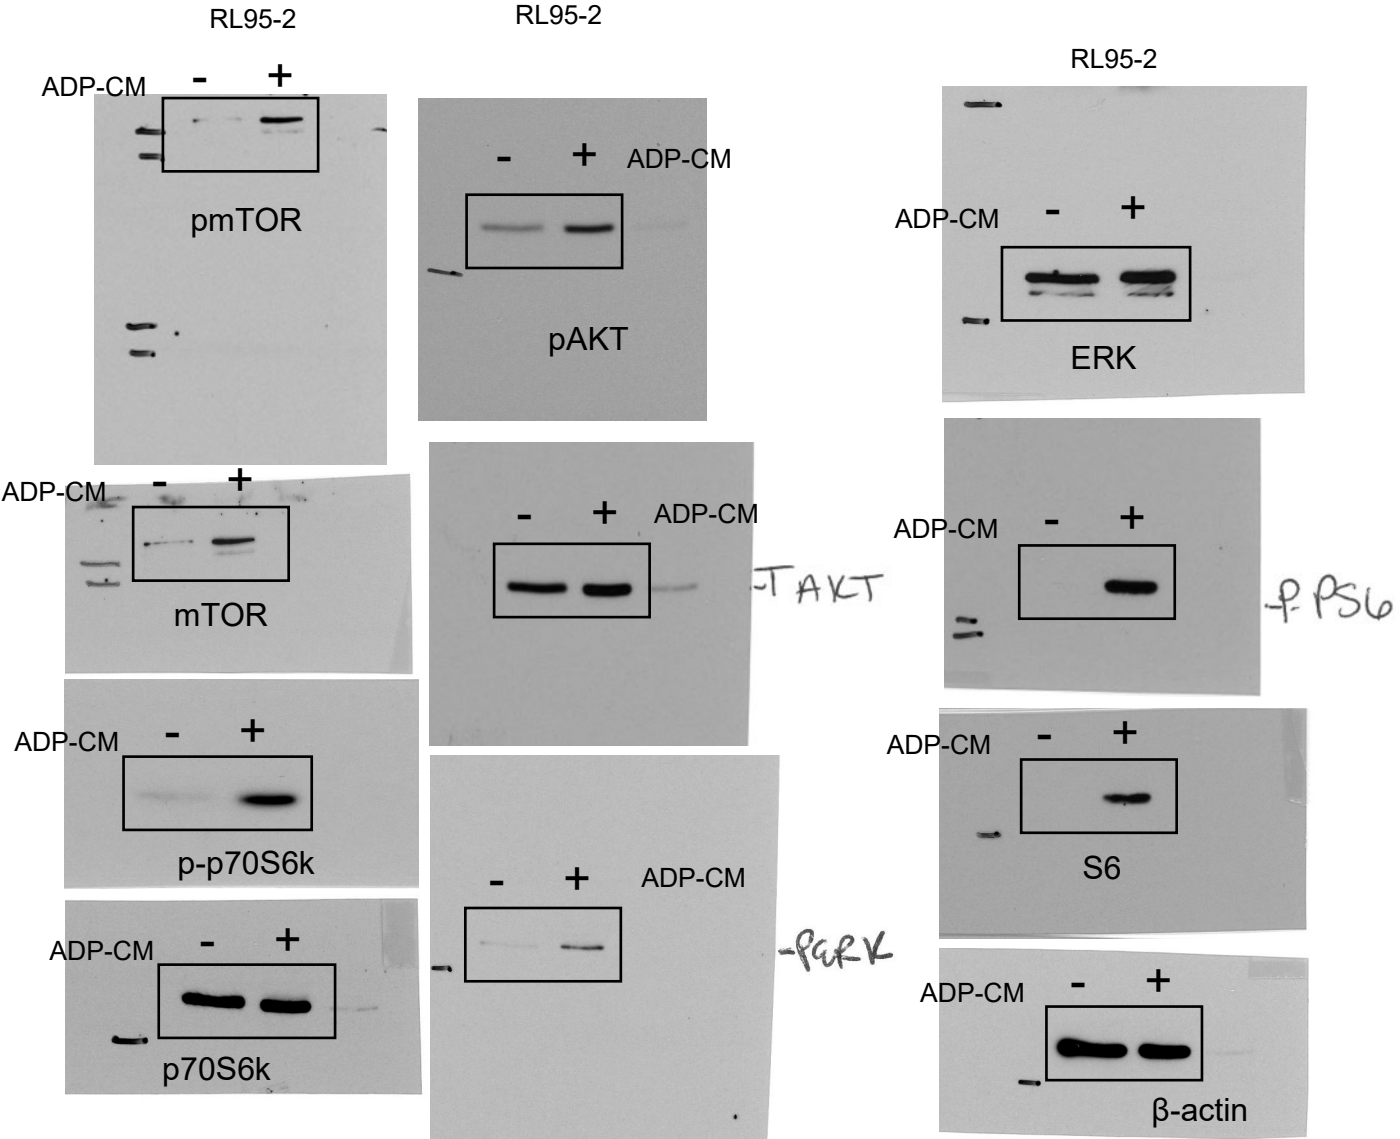 RL95-2
ADP-CM - +
pmTOR
ADP-CM - +
mTOR
ADP-CM - +
p-p70S6k
ADP-CM - +
p70S6k
RL95-2
- + ADP-CM
pAKT
- + ADP-CM
-T AKT
- + ADP-CM
-PERK
RL95-2
ADP-CM - +
ERK
ADP-CM - +
-P-PS6
ADP-CM - +
S6
ADP-CM - +
β-actin